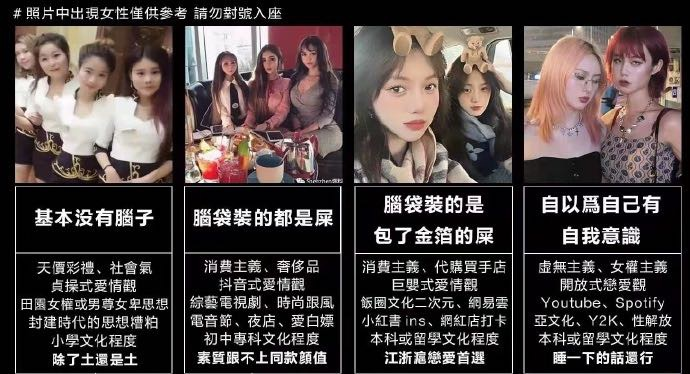 # 照片中出現女性僅供參考 請勿對號入座
基本没有腦子
天價彩禮、社會氣
貞操式愛情觀
田園女權或男尊女卑思想
封建時代的思想糟粕
小學文化程度
除了土還是土
腦袋裝的都是屎
消費主義、奢侈品
抖音式愛情觀
綜藝電視劇、時尚跟風
電音節、夜店、愛白嫖
初中專科文化程度
素質跟不上同款顔值
腦袋裝的是
包了金箔的屎
消費主義、代購買手店
巨嬰式愛情觀
飯圈文化二次元、網易雲
小紅書 ins、網紅店打卡
本科或留學文化程度
江浙滬戀愛首選
自以爲自己有
自我意識
虛無主義、女權主義
開放式戀愛觀
Youtube、Spotify
亞文化、Y2K、性解放
本科或留學文化程度
睡一下的話還行